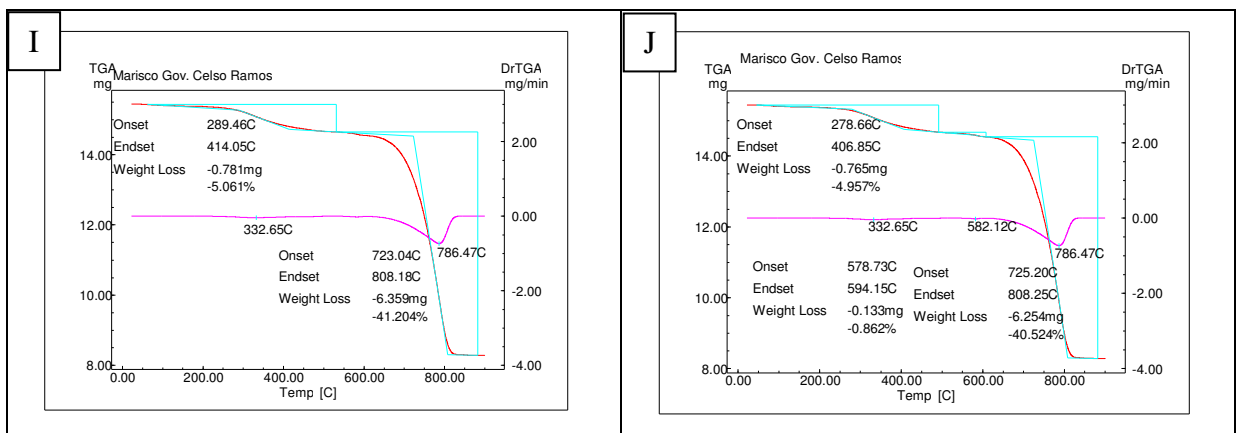 I
TGA
mg
Marisco Gov. Celso Ramos
DrTGA
mg/min
Onset 289.46C
Endset 414.05C
Weight Loss -0.781mg
-5.061%
332.65C
786.47C
Onset 723.04C
Endset 808.18C
Weight Loss -6.359mg
-41.204%
14.00
12.00
10.00
8.00
2.00
0.00
-2.00
-4.00
0.00 200.00 400.00 600.00 800.00
Temp [C]
J
TGA
mg
Marisco Gov. Celso Ramos
DrTGA
mg/min
Onset 278.66C
Endset 406.85C
Weight Loss -0.765mg
-4.957%
332.65C
582.12C
786.47C
Onset 578.73C
Endset 594.15C
Weight Loss -0.133mg
-0.862%
Onset 725.20C
Endset 808.25C
Weight Loss -6.254mg
-40.524%
14.00
12.00
10.00
8.00
2.00
0.00
-2.00
-4.00
0.00 200.00 400.00 600.00 800.00
Temp [C]